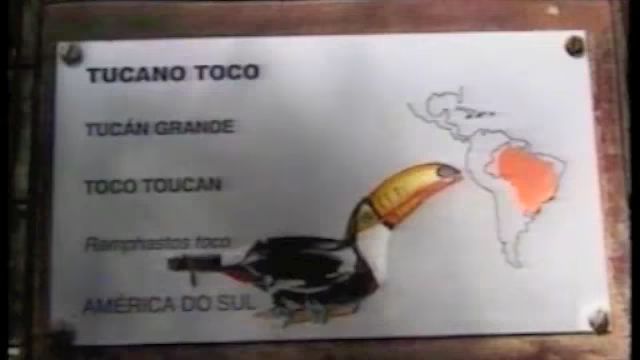 TUCANO TOCO
TUCÁN GRANDE
TOCO TOUCAN
Ramphastos toco
AMÉRICA DO SUL